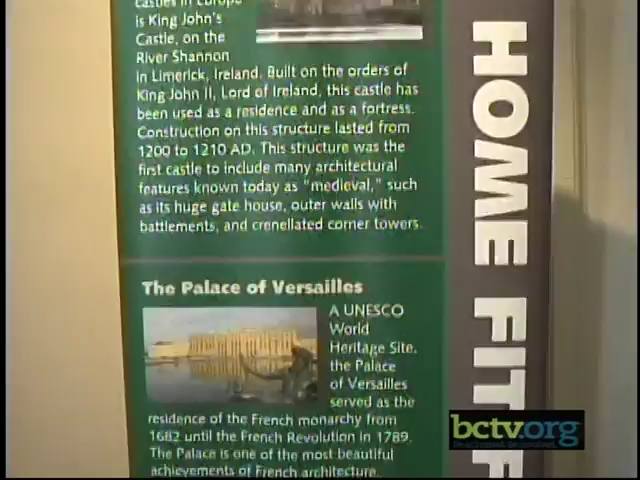 castles in Europe
is King John's
Castle, on the
River Shannon
in Limerick, Ireland. Built on the orders of
King John II, Lord of Ireland, this castle has
been used as a residence and as a fortress.
Construction on this structure lasted from
1200 to 1210 AD. This structure was the
first castle to include many architectural
features known today as "medieval," such
as its huge gate house, outer walls with
battlements, and crenellated corner towers.
The Palace of Versailles
A UNESCO
World
Heritage Site,
the Palace
of Versailles
served as the
residence of the French monarchy from
1682 until the French Revolution in 1789.
The Palace is one of the most beautiful
achievements of French architecture.
HOME FIT
bctv.org